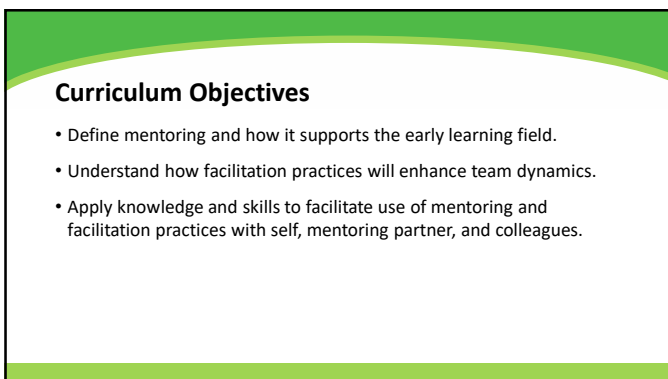 Curriculum Objectives
• Define mentoring and how it supports the early learning field.
• Understand how facilitation practices will enhance team dynamics.
• Apply knowledge and skills to facilitate use of mentoring and
facilitation practices with self, mentoring partner, and colleagues.